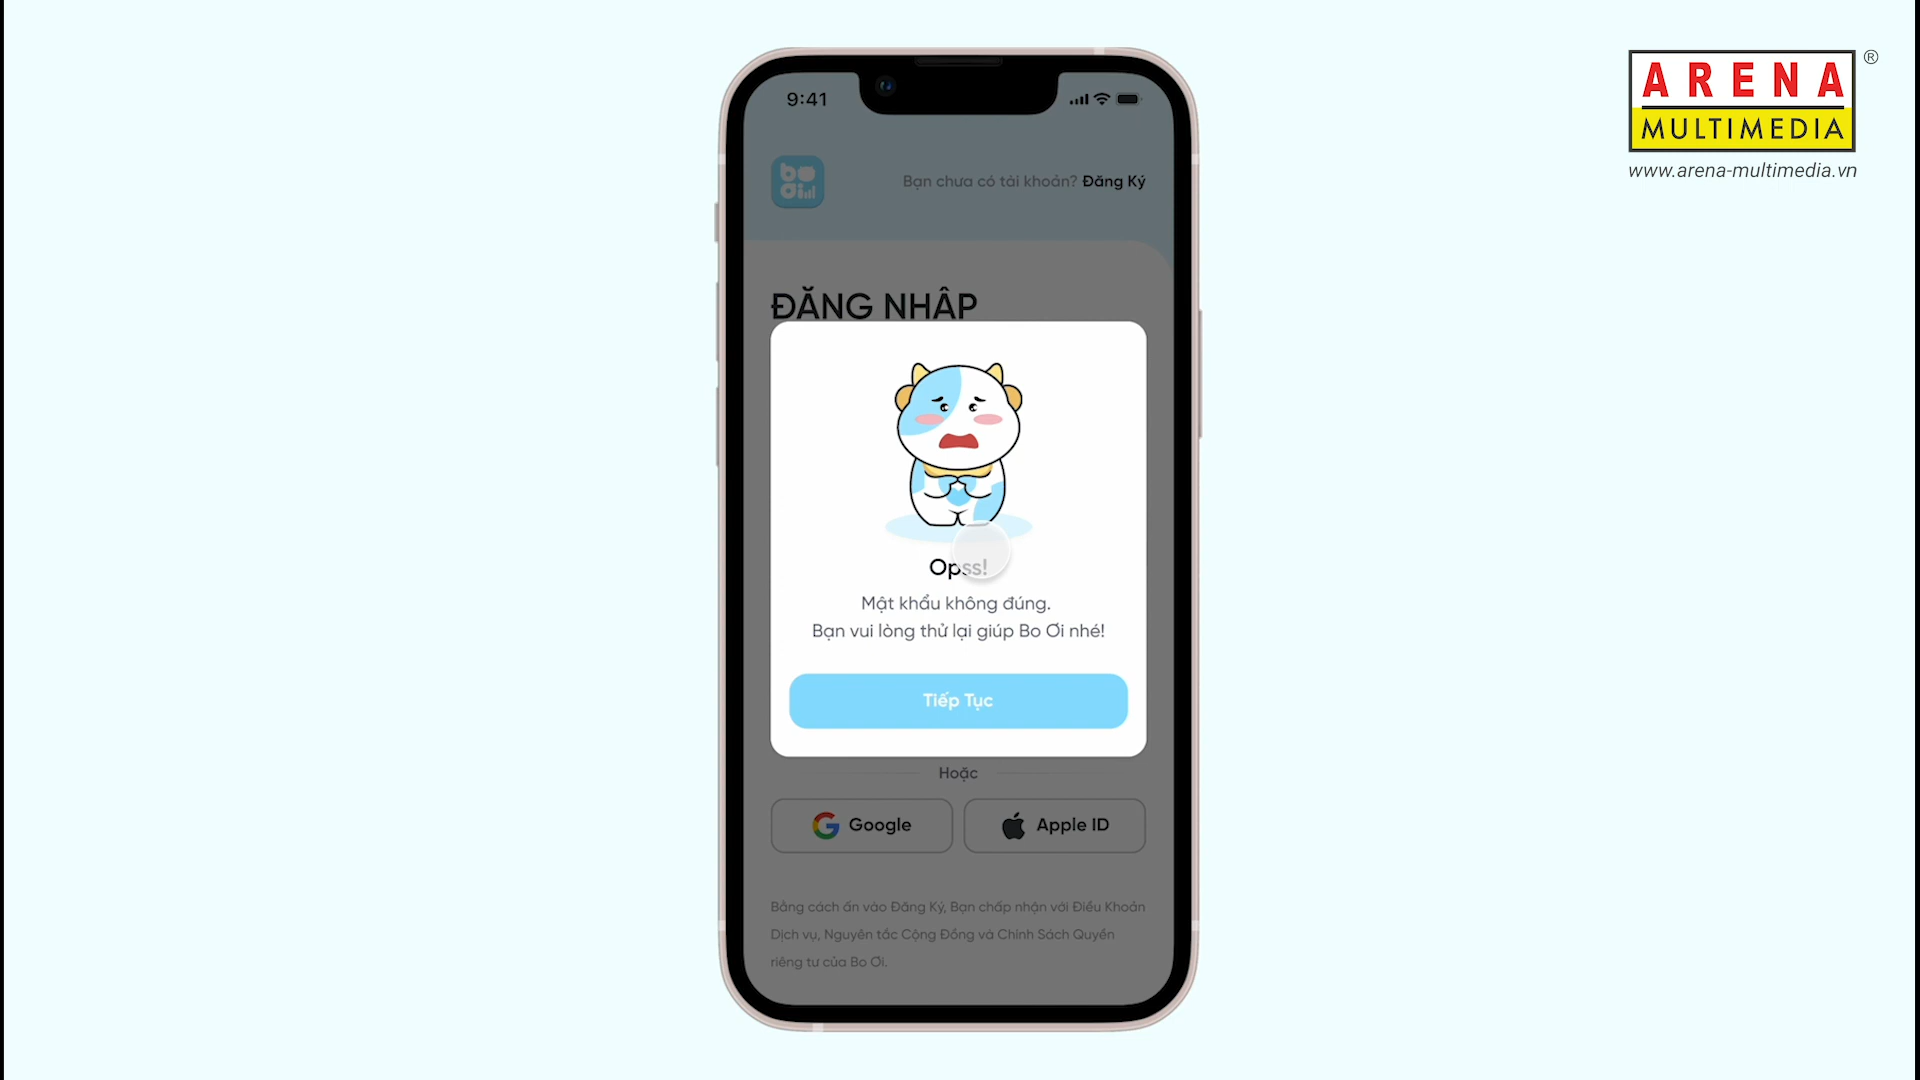 ARENA
®
MULTIMEDIA
www.arena-multimedia.vn
9:41
bo
ơi
Bạn chưa có tài khoản? Đăng Ký
ĐĂNG NHẬP
Opss!
Mật khẩu không đúng.
Bạn vui lòng thử lại giúp Bo Ơi nhé!
Tiếp Tục
Hoặc
Google
Apple ID
Bằng cách ấn vào Đăng Ký, Bạn chấp nhận với Điều Khoản
Dịch vụ, Nguyên tắc Cộng Đồng và Chính Sách Quyền
riêng tư của Bo Ơi.